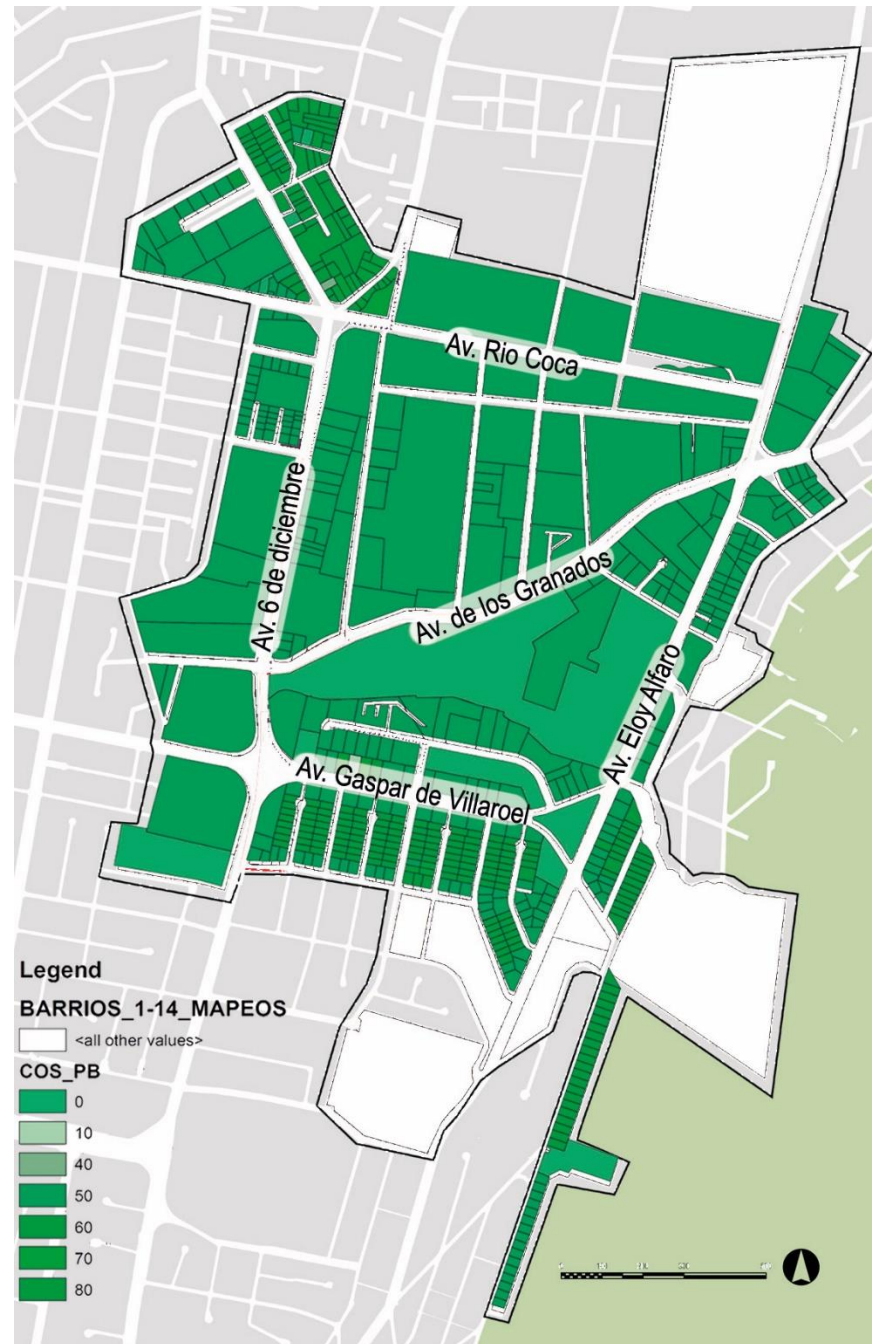 Av. Rio Coca
Av. 6 de diciembre
Av. de los Granados
Av. Eloy Alfaro
Av. Gaspar de Villaroel
Legend
BARRIOS_1-14_MAPEOS
<all other values>
COS_PB
0
10
40
50
60
70
80